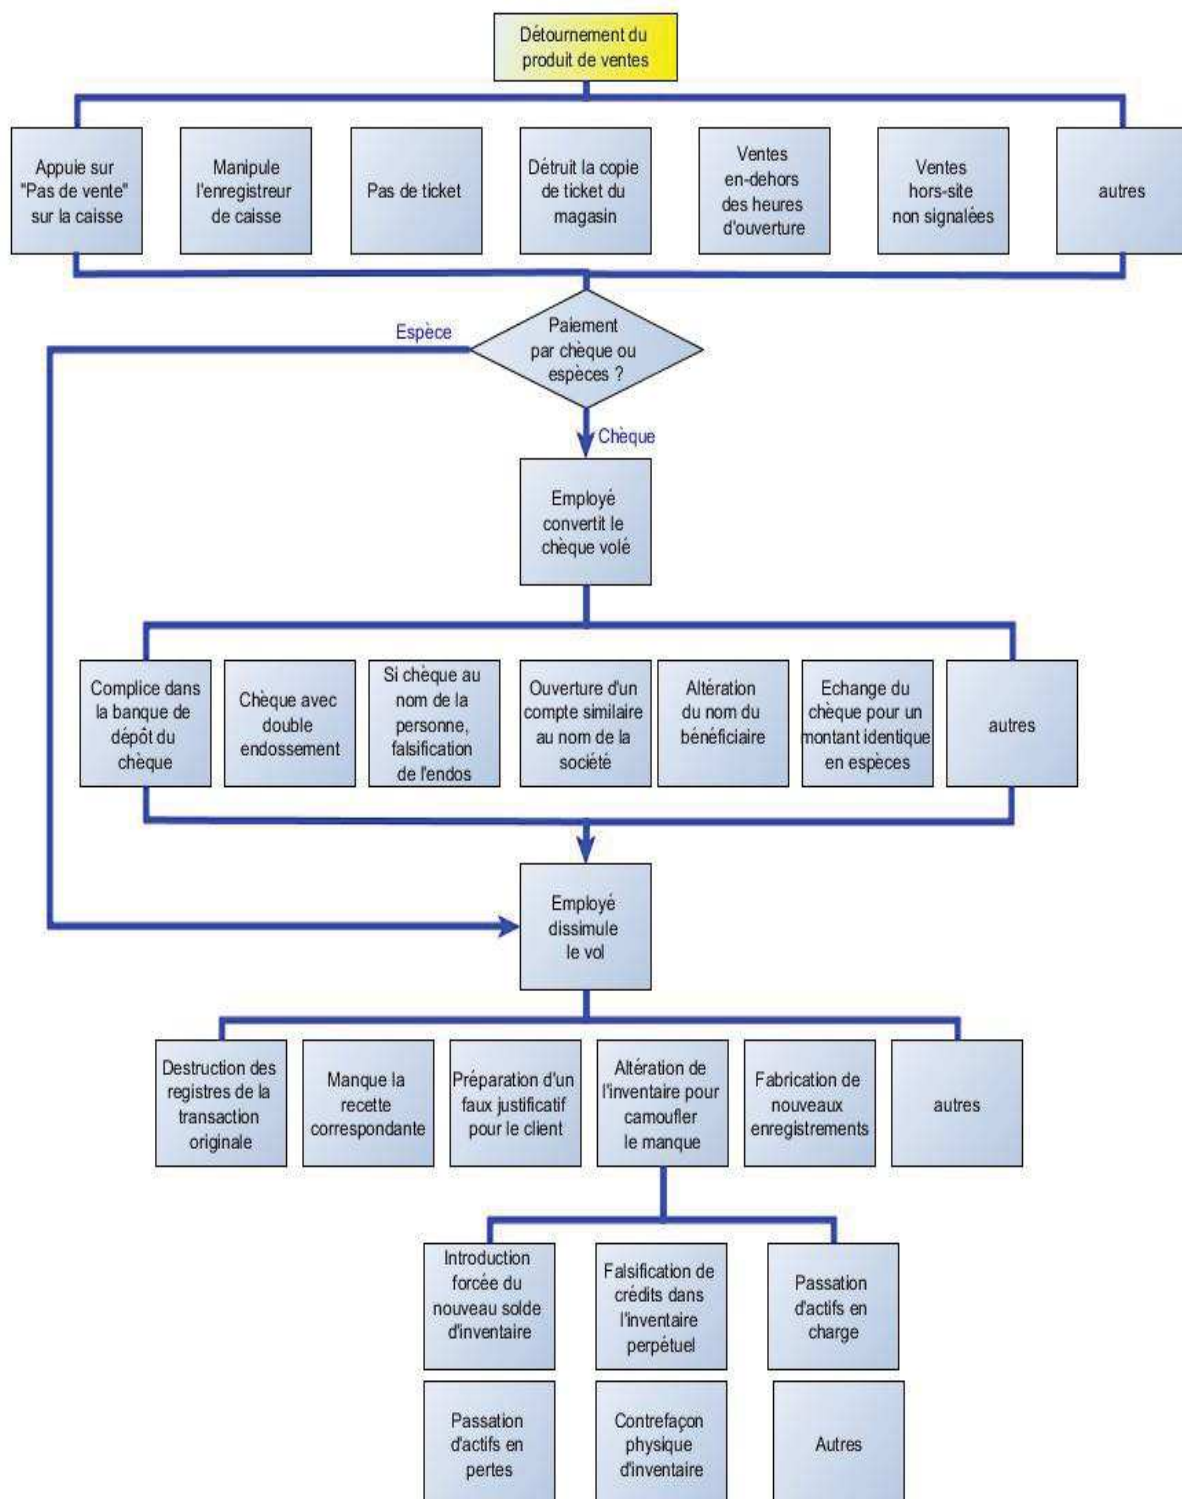 Détournement du
produit de ventes
Appuie sur
"Pas de vente"
sur la caisse
Manipule
l'enregistreur
de caisse
Pas de ticket
Détruit la copie
de ticket du
magasin
Ventes
en-dehors
des heures
d'ouverture
Ventes
hors-site
non signalées
autres
Espèce
Paiement
par chèque ou
espèces ?
Chèque
Employé
convertit le
chèque volé
Complice dans
la banque de
dépôt du
chèque
Chèque avec
double
endossement
Si chèque au
nom de la
personne,
falsification
de l'endos
Ouverture d'un
compte similaire
au nom de la
société
Altération
du nom du
bénéficiaire
Echange du
chèque pour un
montant identique
en espèces
autres
Employé
dissimule
le vol
Destruction des
registres de la
transaction
originale
Manque la
recette
correspondante
Préparation d'un
faux justificatif
pour le client
Altération de
l'inventaire pour
camoufler
le manque
Fabrication de
nouveaux
enregistrements
autres
Introduction
forcée du
nouveau solde
d'inventaire
Falsification de
crédits dans
l'inventaire
perpétuel
Passation
d'actifs en
charge
Passation
d'actifs en
pertes
Contrefaçon
physique
d'inventaire
Autres